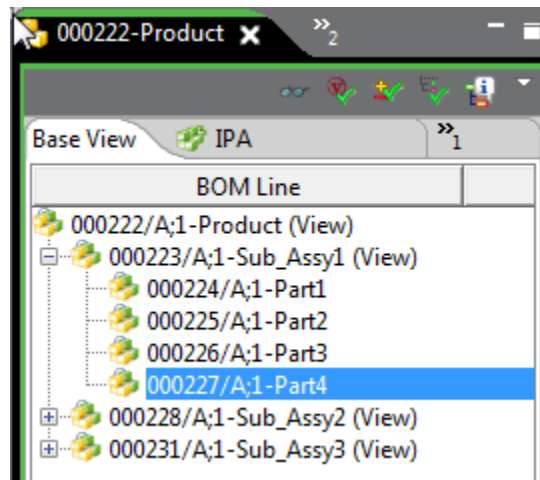 000222-Product
»2
Base View
IPA
»1
BOM Line
000222/A;1-Product (View)
000223/A;1-Sub_Assy1 (View)
000224/A;1-Part1
000225/A;1-Part2
000226/A;1-Part3
000227/A;1-Part4
000228/A;1-Sub_Assy2 (View)
000231/A;1-Sub_Assy3 (View)